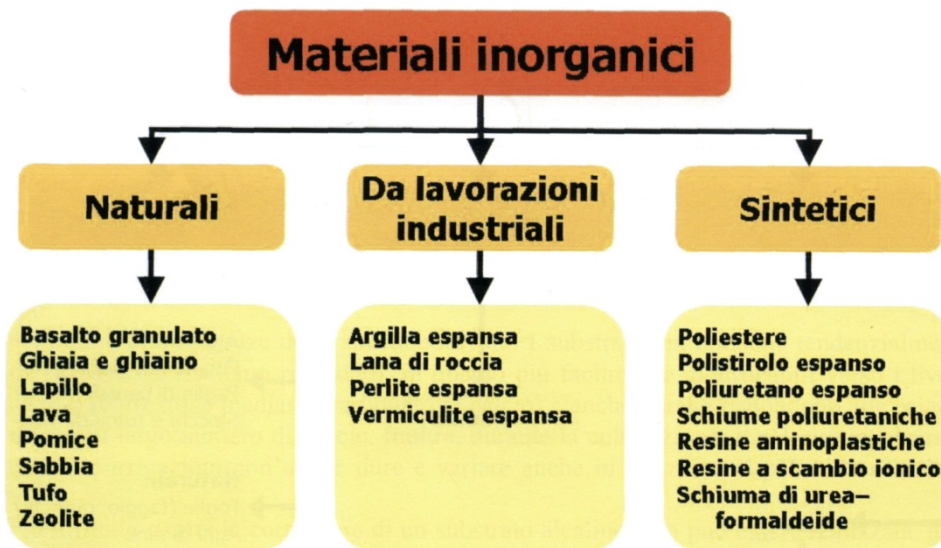 Materiali inorganici
Naturali
Da lavorazioni
industriali
Sintetici
Basalto granulato
Ghiaia e ghiaino
Lapillo
Lava
Pomice
Sabbia
Tufo
Zeolite
Argilla espansa
Lana di roccia
Perlite espansa
Vermiculite espansa
Poliestere
Polistirolo espanso
Poliuretano espanso
Schiume poliuretaniche
Resine aminoplastiche
Resine a scambio ionico
Schiuma di urea–
formaldeide